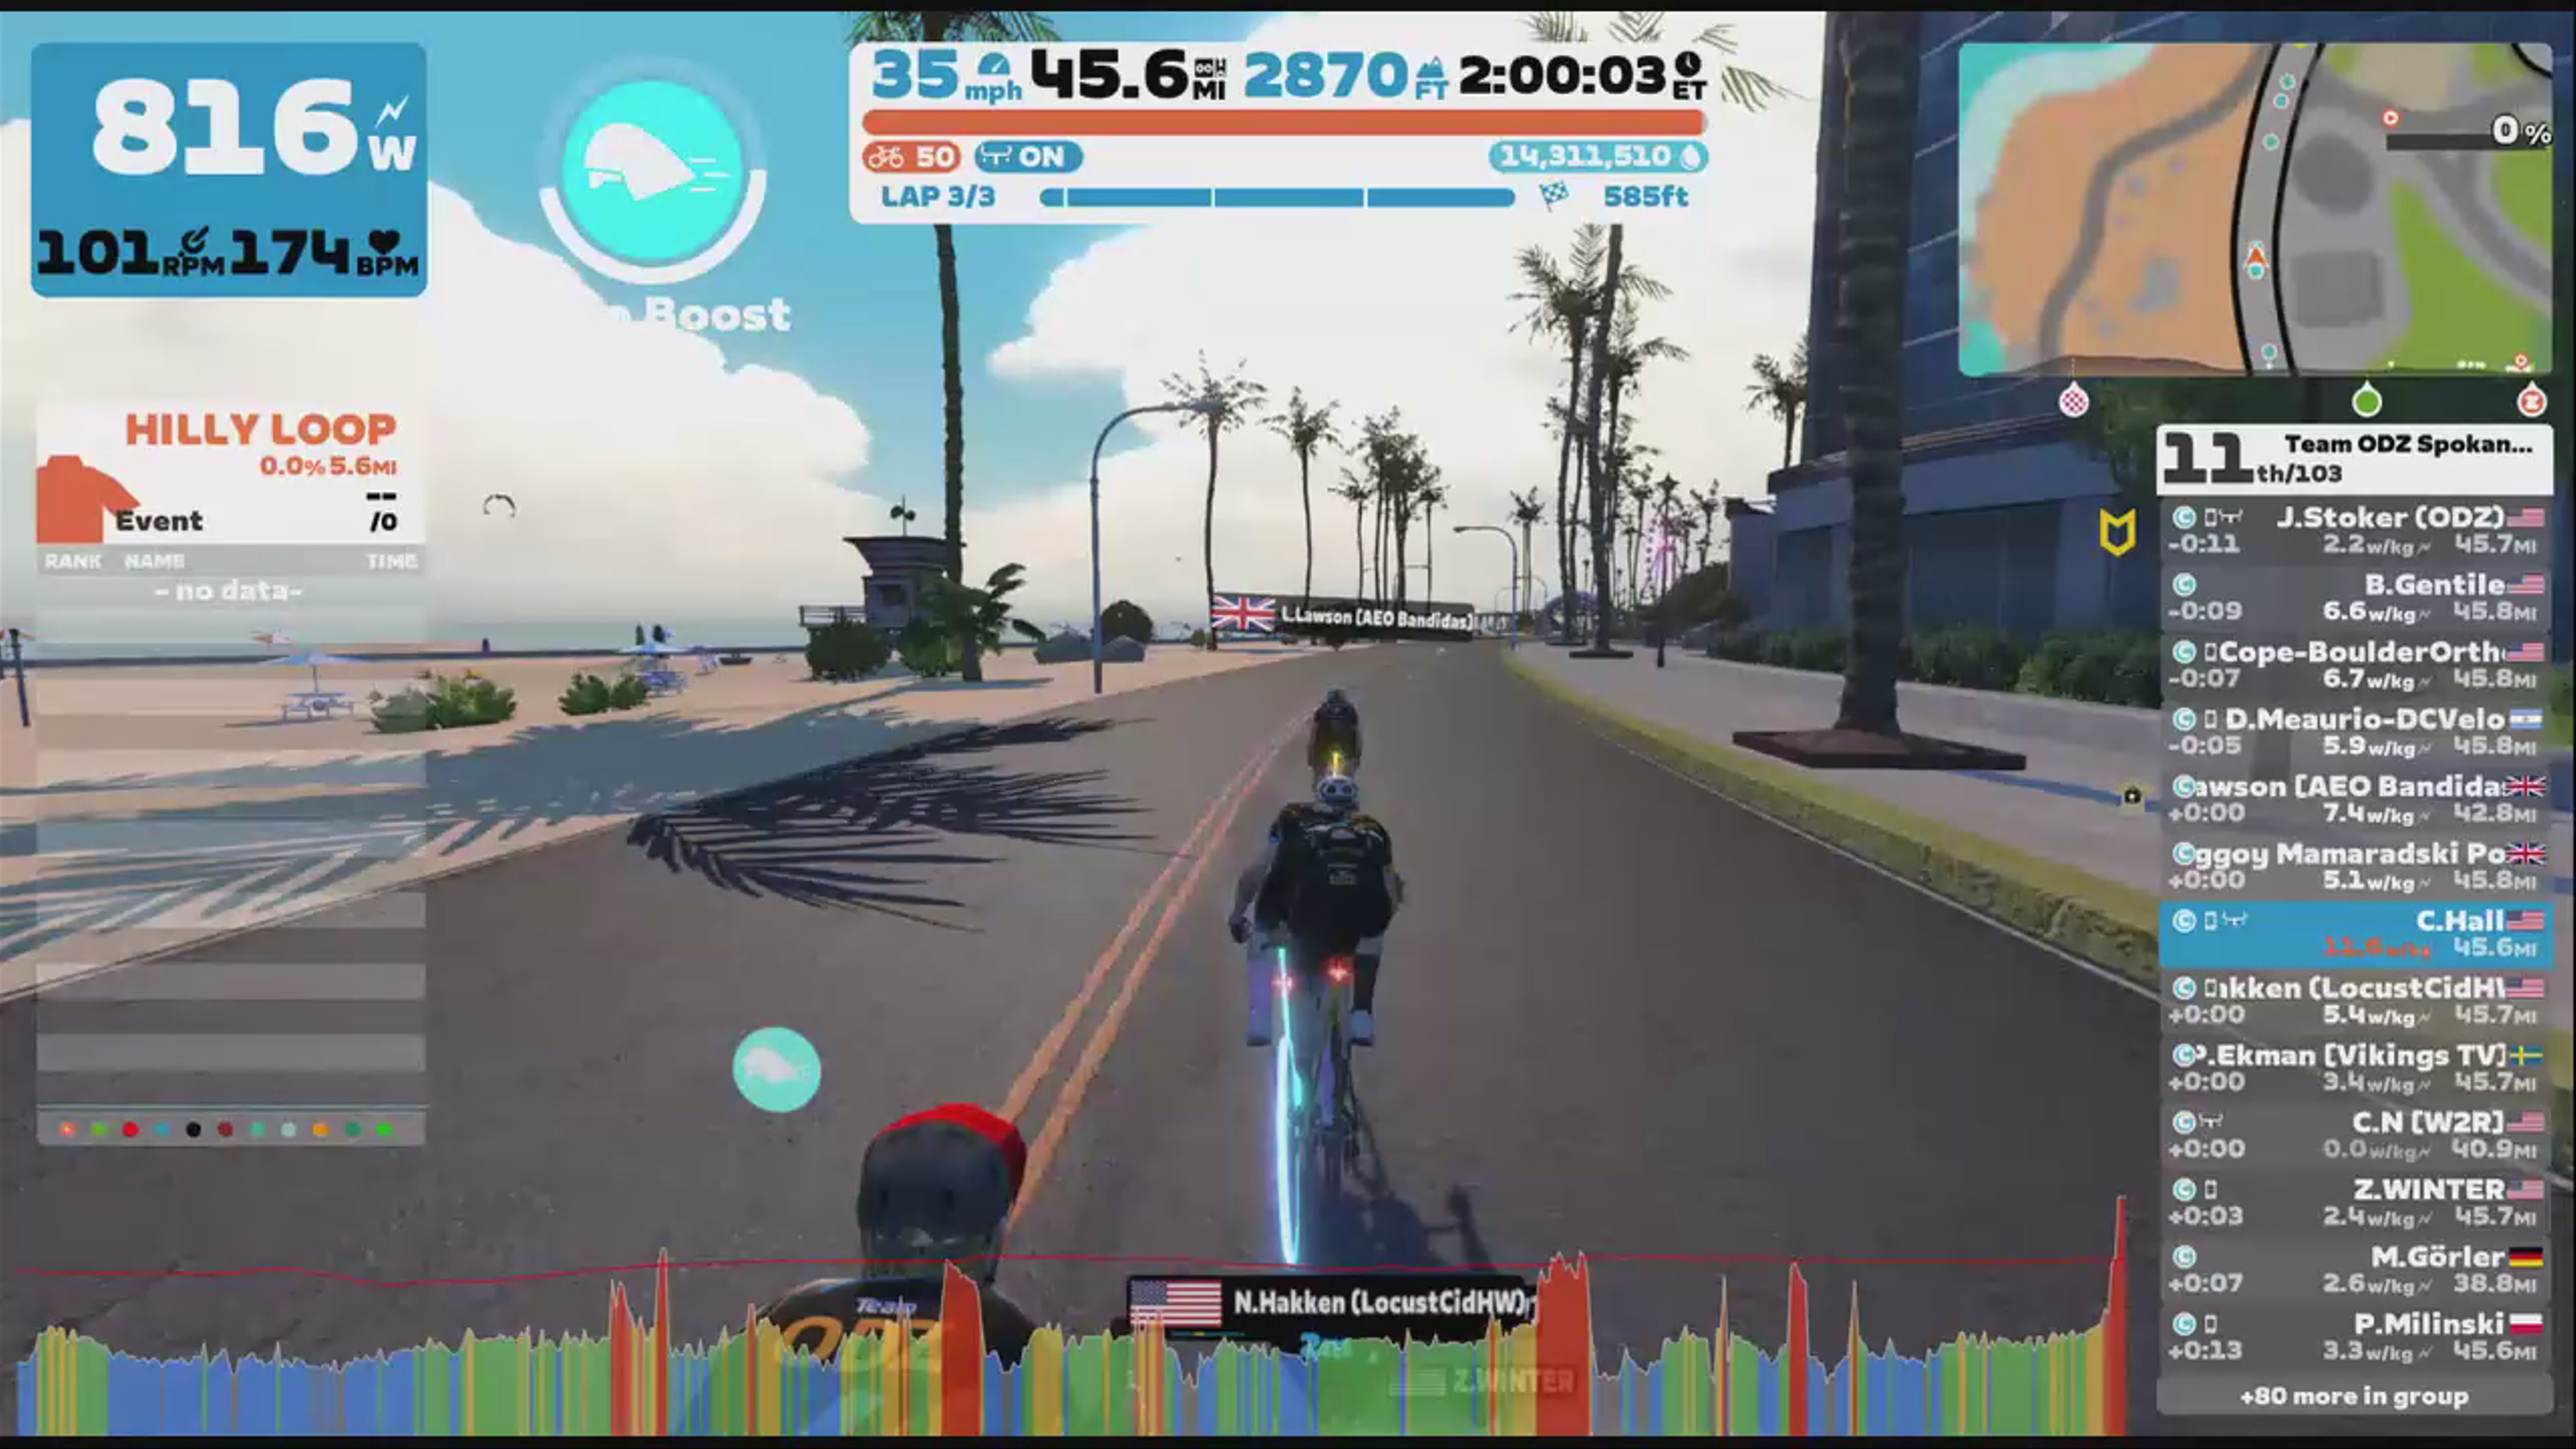 816 W
101 RPM 174 BPM
Boost
35 mph 45.6 MI 2870 FT 2:00:03 ET
50 ON 14,311,510
LAP 3/3 585ft
0%
HILLY LOOP
0.0% 5.6MI
--
Event /0
RANK NAME TIME
- no data-
L.Lawson (AEO Bandidas)
Team ODZ
N.Hakken (LocustCidHW)
Z.WINTER
11th/103 Team ODZ Spokan...
J.Stoker (ODZ)
-0:11 2.2w/kg 45.7MI
B.Gentile
-0:09 6.6w/kg 45.8MI
Cope-BoulderOrth
-0:07 6.7w/kg 45.8MI
D.Meaurio-DCVelo
-0:05 5.9w/kg 45.8MI
awson [AEO Bandida
+0:00 7.4w/kg 42.8MI
ggoy Mamaradski Po
+0:00 5.1w/kg 45.8MI
C.Hall
11.6w/kg 45.6MI
kken (LocustCidH
+0:00 5.4w/kg 45.7MI
.Ekman [Vikings TV]
+0:00 3.4w/kg 45.7MI
C.N [W2R]
+0:00 0.0w/kg 40.9MI
Z.WINTER
+0:03 2.4w/kg 45.7MI
M.Görler
+0:07 2.6w/kg 38.8MI
P.Milinski
+0:13 3.3w/kg 45.6MI
+80 more in group